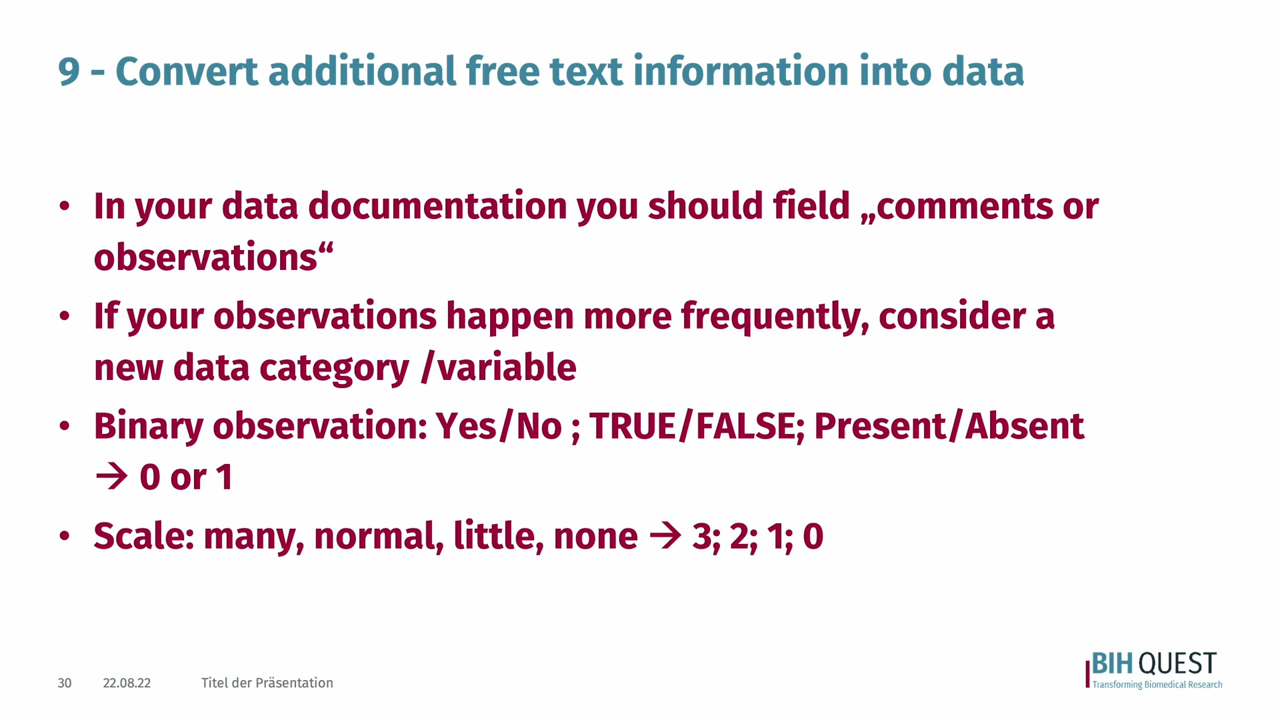 9 - Convert additional free text information into data
• In your data documentation you should field „comments or
observations“
• If your observations happen more frequently, consider a
new data category /variable
• Binary observation: Yes/No ; TRUE/FALSE; Present/Absent
→ 0 or 1
• Scale: many, normal, little, none → 3; 2; 1; 0
30 22.08.22 Titel der Präsentation
BIH QUEST
Transforming Biomedical Research